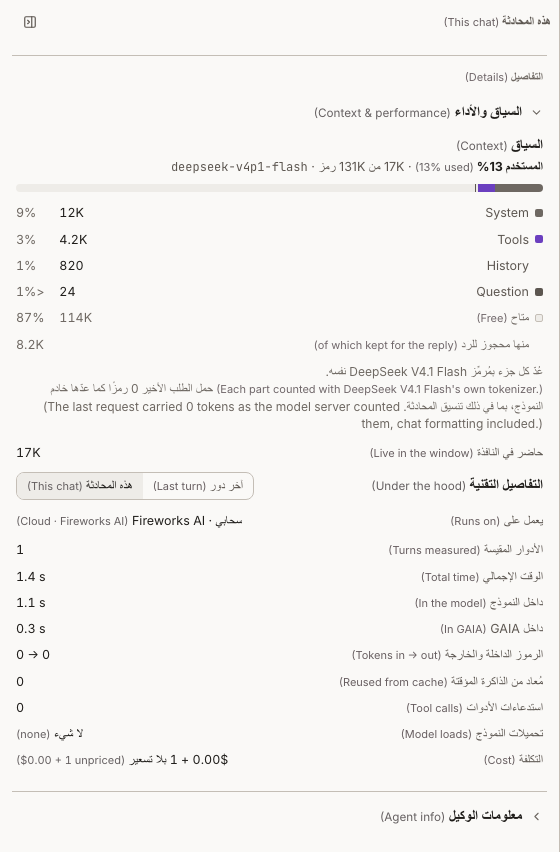 هذه المحادثة (This chat)
التفاصيل (Details)
السياق والأداء (Context & performance)
السياق (Context)
المستخدم 13% (13% used) · 17K من 131K رمز · deepseek-v4p1-flash
System 12K 9%
Tools 4.2K 3%
History 820 1%
Question 24 1%>
متاح (Free) 114K 87%
منها محجوز للرد (of which kept for the reply) 8.2K
عُدّ كل جزء بمُرمِّز DeepSeek V4.1 Flash نفسه.
(Each part counted with DeepSeek V4.1 Flash's own tokenizer.) حمل الطلب الأخير 0 رمزًا كما عدّها خادم
النموذج، بما في ذلك تنسيق المحادثة. (The last request carried 0 tokens as the model server counted
them, chat formatting included.)
حاضر في النافذة (Live in the window) 17K
التفاصيل التقنية (Under the hood) آخر دور (Last turn) هذه المحادثة (This chat)
يعمل على (Runs on) سحابي · Fireworks AI (Cloud · Fireworks AI)
الأدوار المقيسة (Turns measured) 1
الوقت الإجمالي (Total time) 1.4 s
داخل النموذج (In the model) 1.1 s
داخل GAIA (In GAIA) 0.3 s
الرموز الداخلة والخارجة (Tokens in → out) 0 → 0
مُعاد من الذاكرة المؤقتة (Reused from cache) 0
استدعاءات الأدوات (Tool calls) 0
تحميلات النموذج (Model loads) لا شيء (none)
التكلفة (Cost) 0.00$ + 1 بلا تسعير ($0.00 + 1 unpriced)
معلومات الوكيل (Agent info)